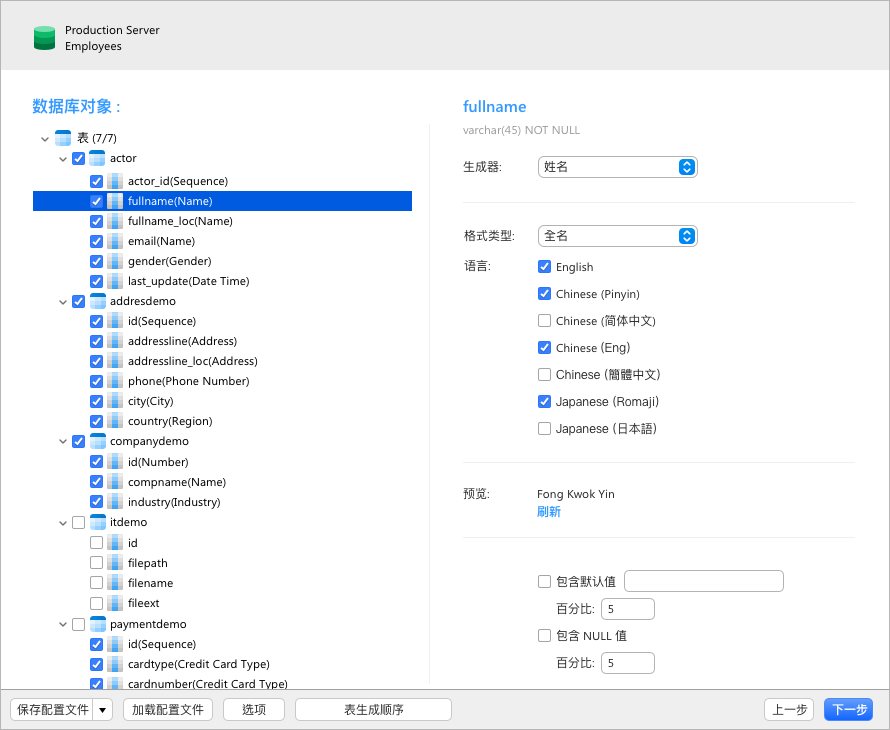 Production Server
Employees
数据库对象 :
表 (7/7)
actor
actor_id(Sequence)
fullname(Name)
fullname_loc(Name)
email(Name)
gender(Gender)
last_update(Date Time)
addresdemo
id(Sequence)
addressline(Address)
addressline_loc(Address)
phone(Phone Number)
city(City)
country(Region)
companydemo
id(Number)
compname(Name)
industry(Industry)
itdemo
id
filepath
filename
fileext
paymentdemo
id(Sequence)
cardtype(Credit Card Type)
cardnumber(Credit Card Type)
fullname
varchar(45) NOT NULL
生成器: 姓名
格式类型: 全名
语言: English
Chinese (Pinyin)
Chinese (简体中文)
Chinese (Eng)
Chinese (簡體中文)
Japanese (Romaji)
Japanese (日本語)
预览: Fong Kwok Yin
刷新
包含默认值
百分比: 5
包含 NULL 值
百分比: 5
保存配置文件 加载配置文件 选项 表生成顺序 上一步 下一步